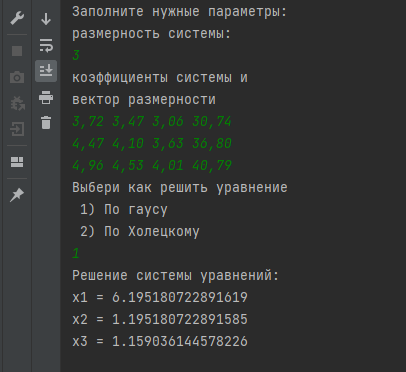 Заполните нужные параметры:
размерность системы:
3
коэффициенты системы и
вектор размерности
3,72 3,47 3,06 30,74
4,47 4,10 3,63 36,80
4,96 4,53 4,01 40,79
Выбери как решить уравнение
1) По гаусу
2) По Холецкому
1
Решение системы уравнений:
x1 = 6.195180722891619
x2 = 1.195180722891585
x3 = 1.159036144578226